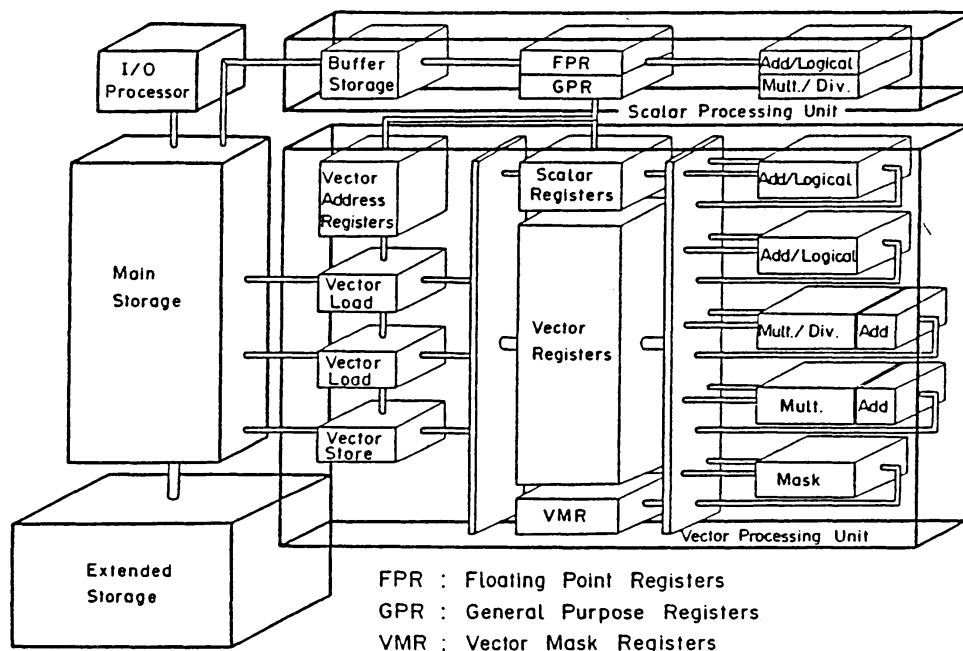 I/O
Processor
Buffer
Storage
FPR
GPR
Add/Logical
Mult./ Div.
Scalar Processing Unit
Main
Storage
Extended
Storage
Vector
Address
Registers
Vector
Load
Vector
Load
Vector
Store
Scalar
Registers
Vector
Registers
VMR
Add/Logical
Add/Logical
Mult./ Div.
Add
Mult.
Add
Mask
Vector Processing Unit
FPR : Floating Point Registers
GPR : General Purpose Registers
VMR : Vector Mask Registers